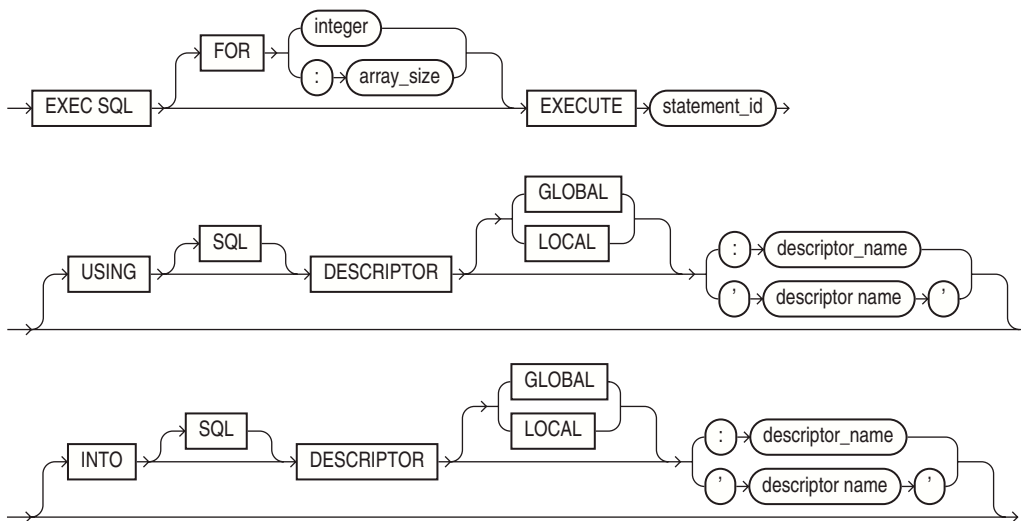 integer
FOR
: array_size
EXEC SQL EXECUTE statement_id
GLOBAL
SQL LOCAL : descriptor_name
USING DESCRIPTOR ' descriptor name '
GLOBAL
SQL LOCAL : descriptor_name
INTO DESCRIPTOR ' descriptor name '